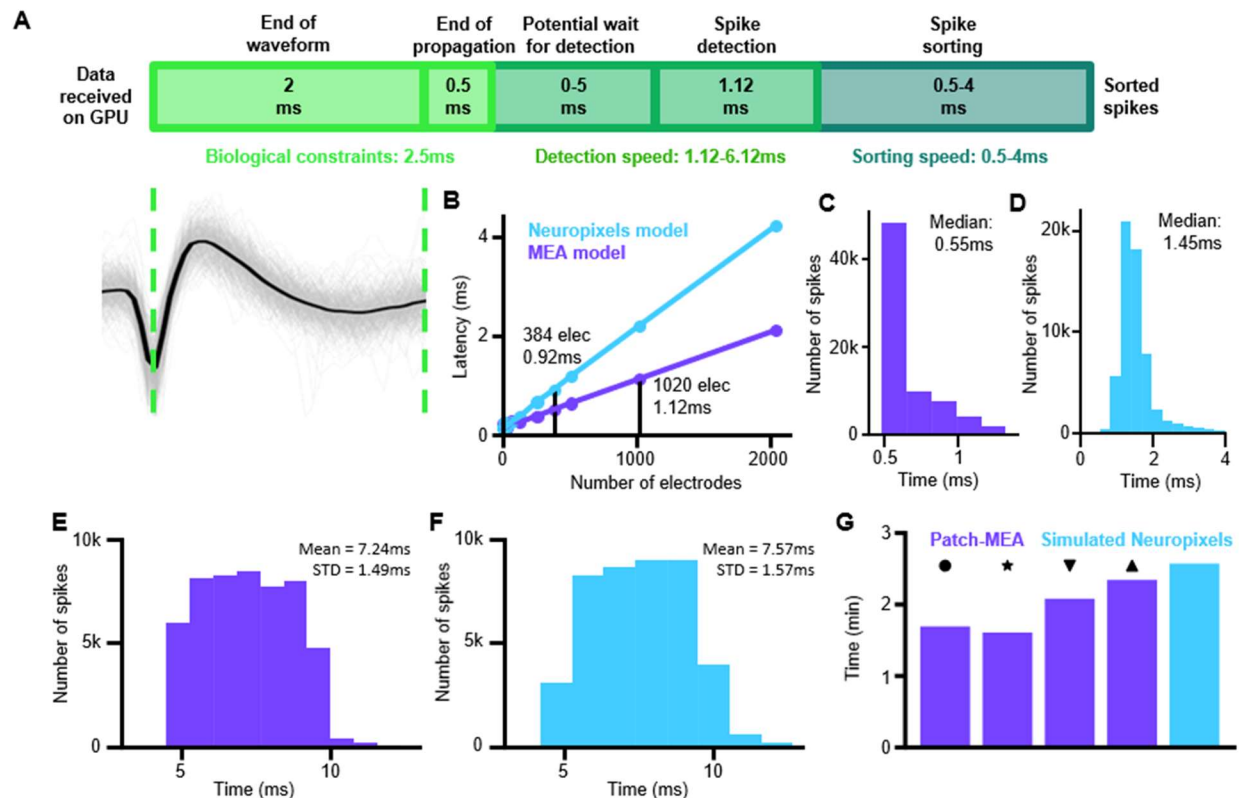 A
End of
waveform
End of
propagation
Potential wait
for detection
Spike
detection
Spike
sorting
Data
received
on GPU
2
ms
0.5
ms
0-5
ms
1.12
ms
0.5-4
ms
Sorted
spikes
Biological constraints: 2.5ms
Detection speed: 1.12-6.12ms
Sorting speed: 0.5-4ms
B
Neuropixels model
MEA model
Latency (ms)
4
2
0
384 elec
0.92ms
1020 elec
1.12ms
0
1000
2000
Number of electrodes
C
Median:
0.55ms
Number of spikes
40k
20k
0
0.5
1
Time (ms)
D
Median:
1.45ms
Number of spikes
20k
10k
0
0
2
4
Time (ms)
E
Mean = 7.24ms
STD = 1.49ms
Number of spikes
10k
5k
0
5
10
Time (ms)
F
Mean = 7.57ms
STD = 1.57ms
Number of spikes
10k
5k
0
5
10
Time (ms)
G
Patch-MEA
Simulated Neuropixels
Time (min)
3
2
1
0